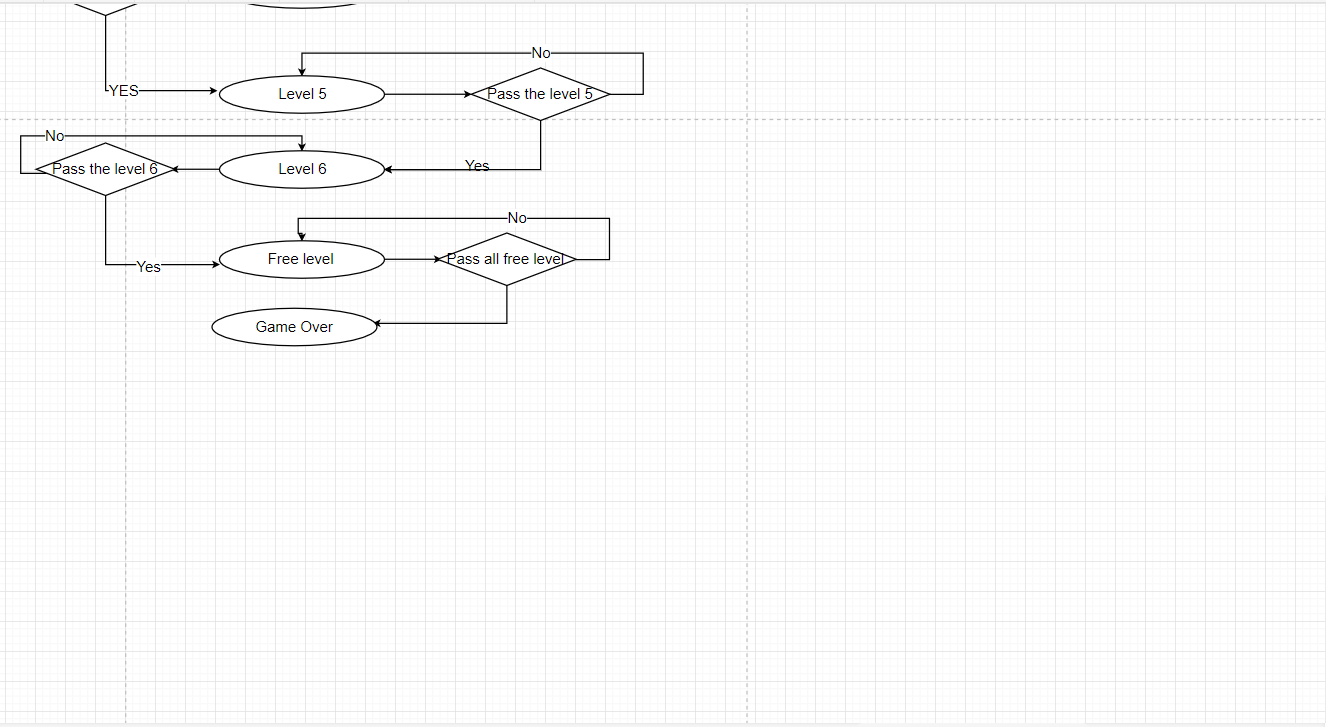 No
YES
Level 5
Pass the level 5
No
Pass the level 6
Level 6
Yes
No
Yes
Free level
Pass all free level
Game Over